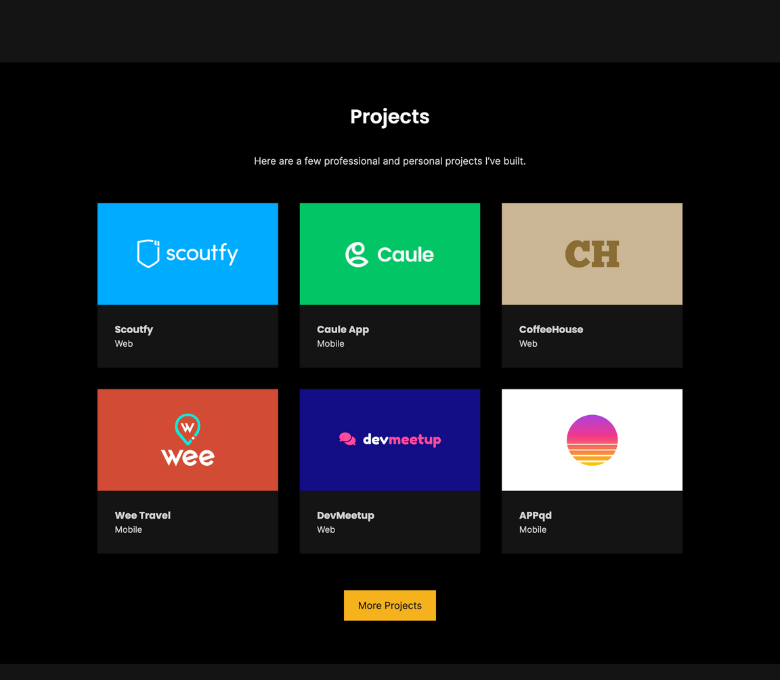 Projects
Here are a few professional and personal projects I've built.
scoutfy
Caule
CH
Scoutfy
Web
Caule App
Mobile
CoffeeHouse
Web
w
wee
devmeetup
Wee Travel
Mobile
DevMeetup
Web
APPqd
Mobile
More Projects